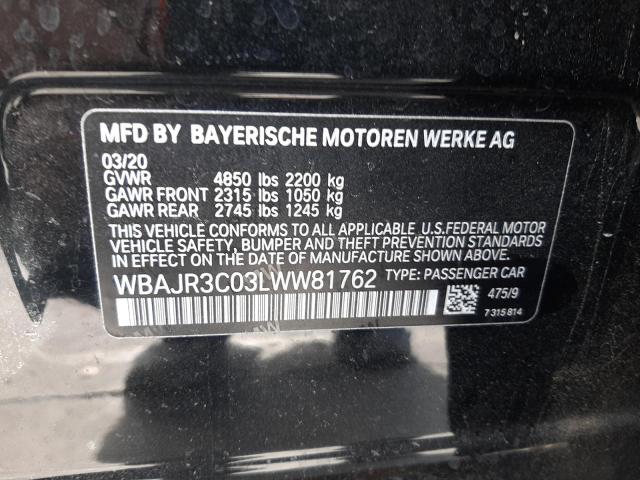 MFD BY BAYERISCHE MOTOREN WERKE AG
03/20
GVWR 4850 lbs 2200 kg
GAWR FRONT 2315 lbs 1050 kg
GAWR REAR 2745 lbs 1245 kg
THIS VEHICLE CONFORMS TO ALL APPLICABLE U.S.FEDERAL MOTOR
VEHICLE SAFETY, BUMPER AND THEFT PREVENTION STANDARDS
IN EFFECT ON THE DATE OF MANUFACTURE SHOWN ABOVE.
WBAJR3C03LWW81762 TYPE: PASSENGER CAR
475/9
7315814